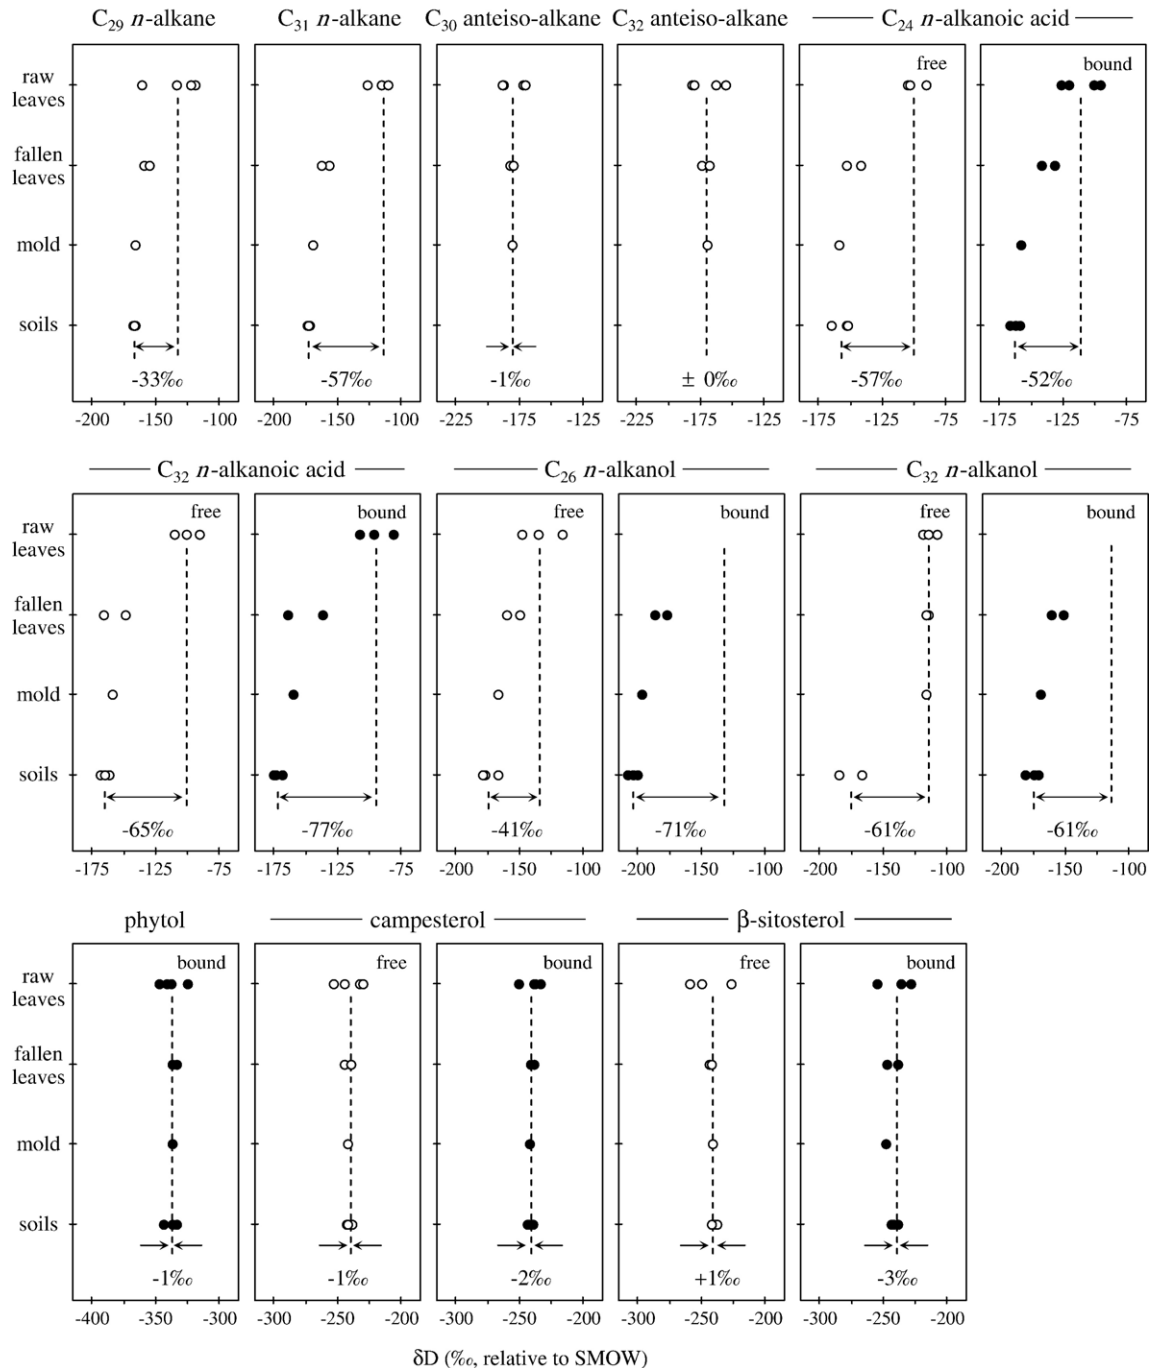 C29 n-alkane C31 n-alkane C30 anteiso-alkane C32 anteiso-alkane C24 n-alkanoic acid
free bound
raw
leaves
fallen
leaves
mold
soils
-33‰ -57‰ -1‰ ± 0‰ -57‰ -52‰
-200 -150 -100 -200 -150 -100 -225 -175 -125 -225 -175 -125 -175 -125 -75 -175 -125 -75
C32 n-alkanoic acid C26 n-alkanol C32 n-alkanol
free bound free bound free bound
raw
leaves
fallen
leaves
mold
soils
-65‰ -77‰ -41‰ -71‰ -61‰ -61‰
-175 -125 -75 -175 -125 -75 -200 -150 -100 -200 -150 -100 -200 -150 -100 -200 -150 -100
phytol campesterol β-sitosterol
bound free bound free bound
raw
leaves
fallen
leaves
mold
soils
-1‰ -1‰ -2‰ +1‰ -3‰
-400 -350 -300 -300 -250 -200 -300 -250 -200 -300 -250 -200 -300 -250 -200
δD (‰, relative to SMOW)